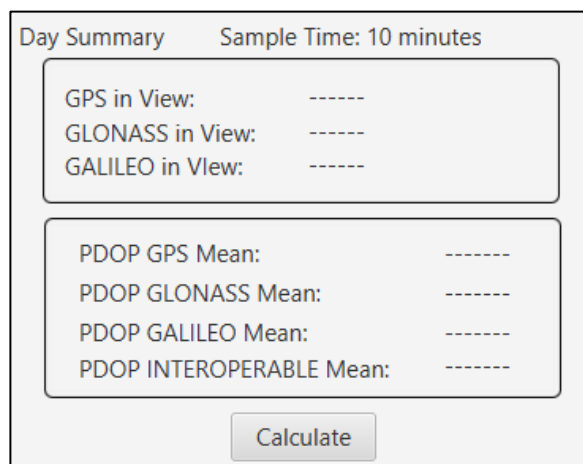 Day Summary Sample Time: 10 minutes
GPS in View: ------
GLONASS in View: ------
GALILEO in VIew: ------
PDOP GPS Mean: -------
PDOP GLONASS Mean: -------
PDOP GALILEO Mean: -------
PDOP INTEROPERABLE Mean: -------
Calculate